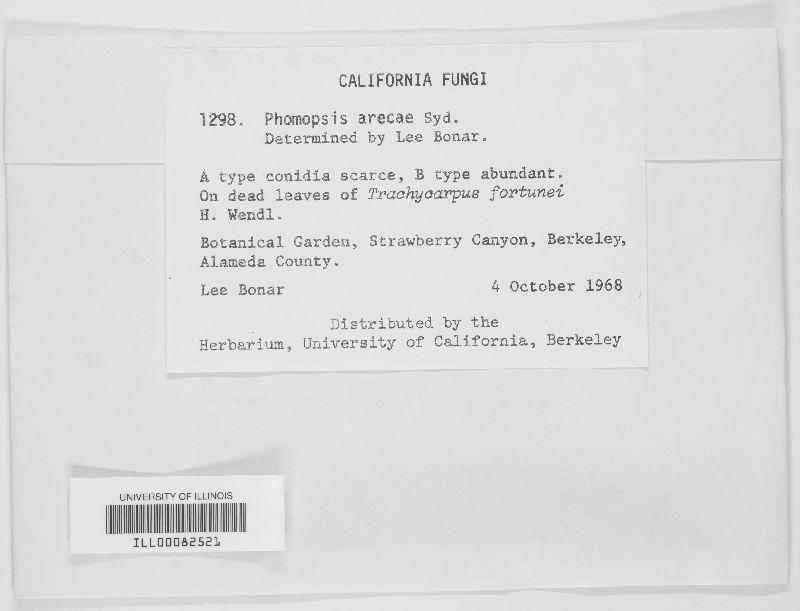 CALIFORNIA FUNGI
1298. Phomopsis arecae Syd.
Determined by Lee Bonar.
A type conidia scarce, B type abundant.
On dead leaves of Trachycarpus fortunei
H. Wendl.
Botanical Garden, Strawberry Canyon, Berkeley,
Alameda County.
Lee Bonar 4 October 1968
Distributed by the
Herbarium, University of California, Berkeley
UNIVERSITY OF ILLINOIS
ILL00082521